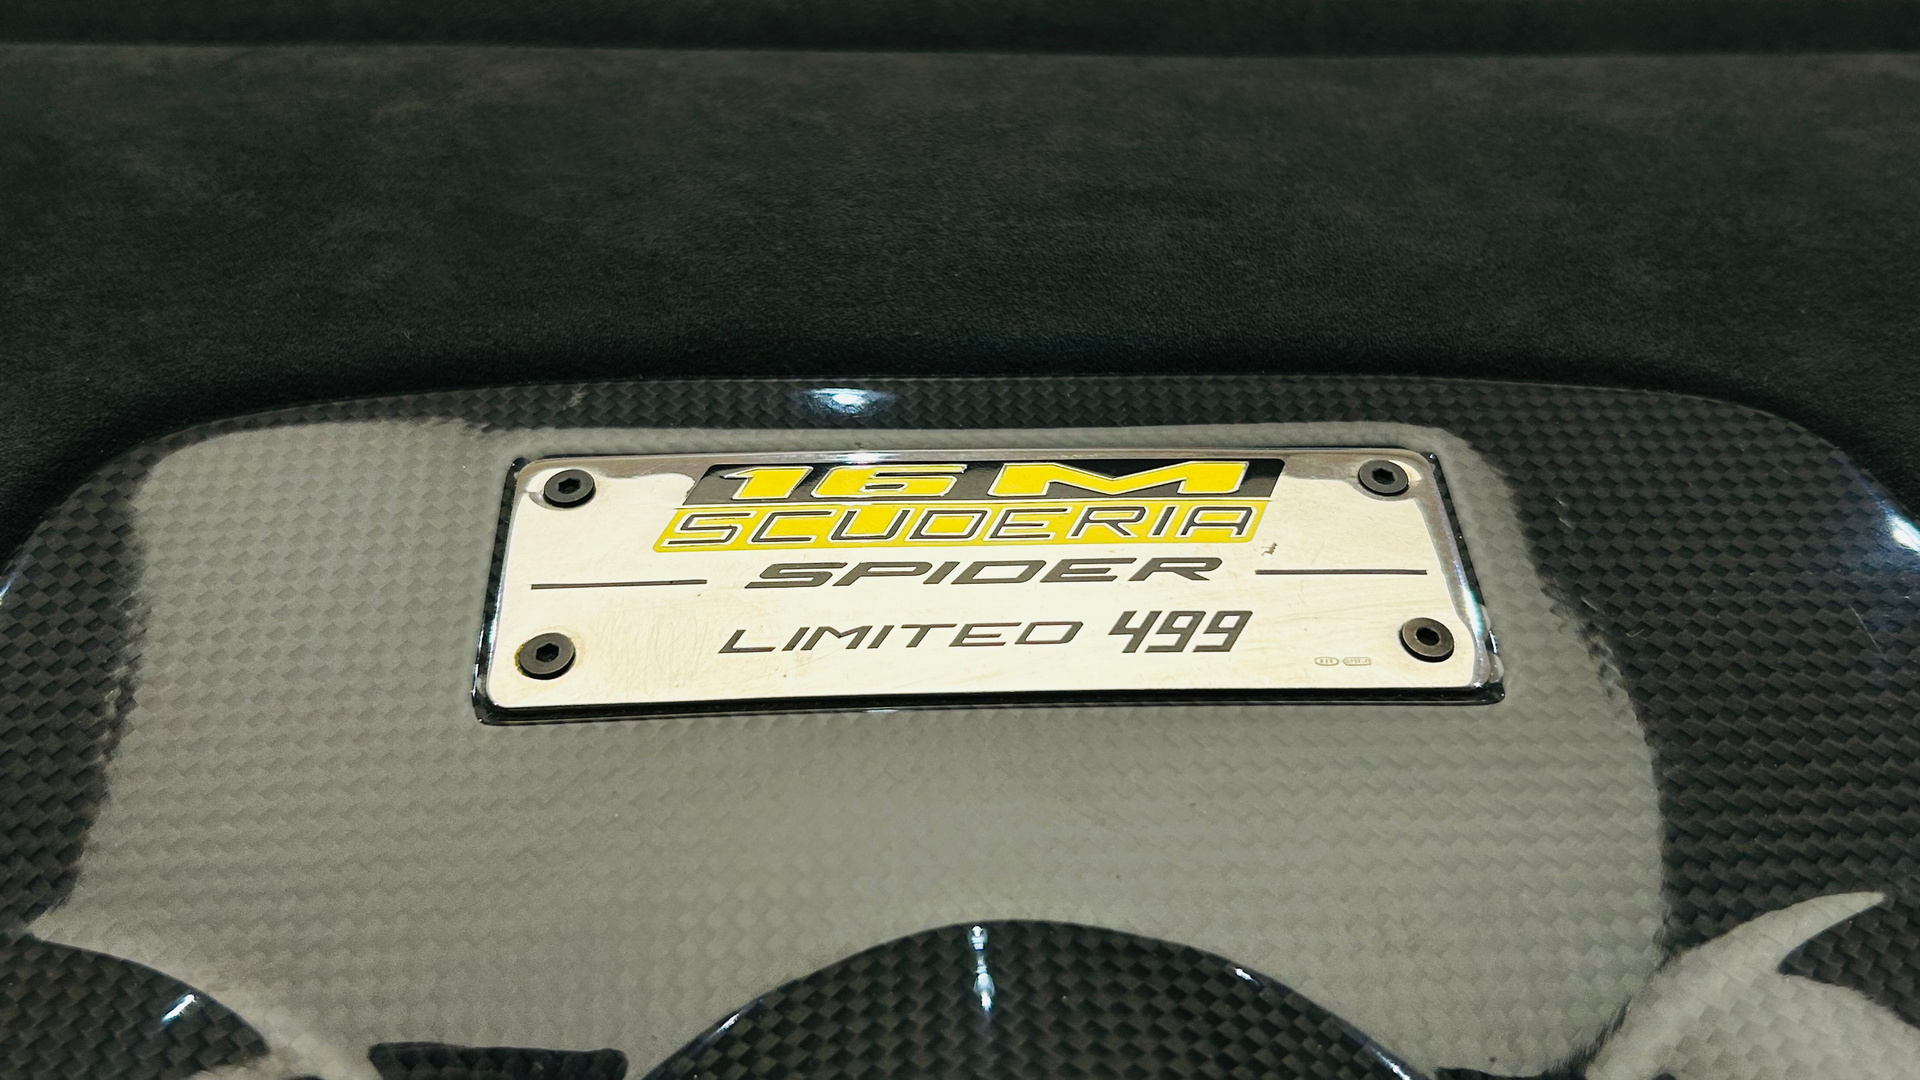 16M
SCUDERIA
SPIDER
LIMITED 499